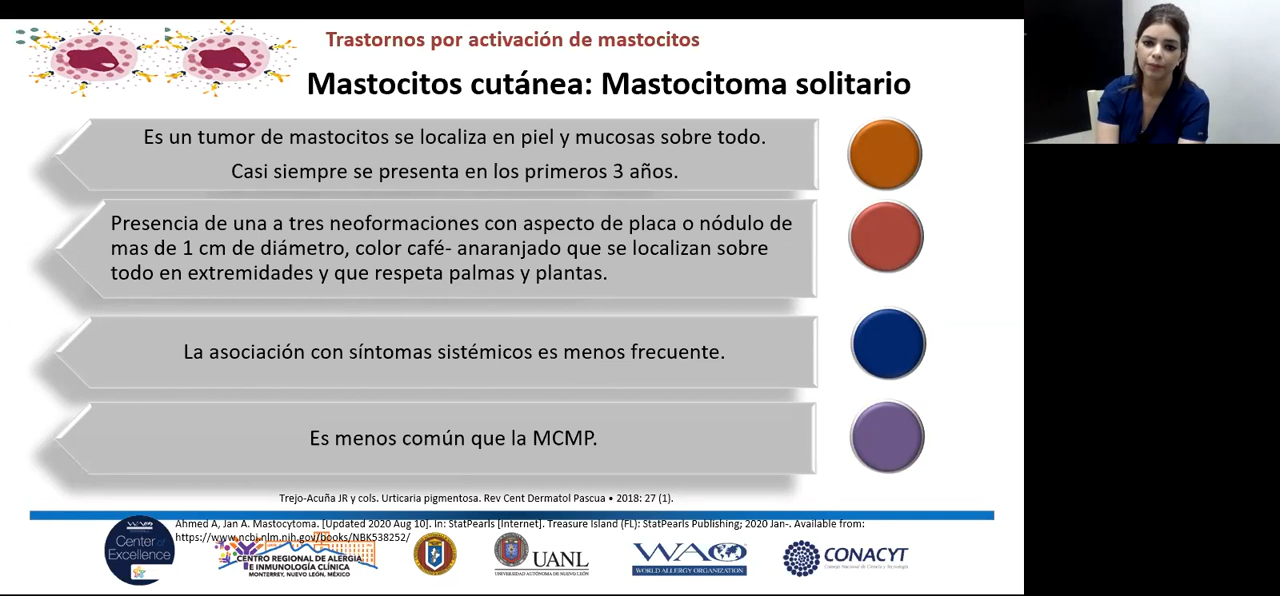 Trastornos por activación de mastocitos
Mastocitos cutánea: Mastocitoma solitario
Es un tumor de mastocitos se localiza en piel y mucosas sobre todo.
Casi siempre se presenta en los primeros 3 años.
Presencia de una a tres neoformaciones con aspecto de placa o nódulo de
mas de 1 cm de diámetro, color café- anaranjado que se localizan sobre
todo en extremidades y que respeta palmas y plantas.
La asociación con síntomas sistémicos es menos frecuente.
Es menos común que la MCMP.
Trejo-Acuña JR y cols. Urticaria pigmentosa. Rev Cent Dermatol Pascua • 2018: 27 (1).
Ahmed A, Jan A. Mastocytoma. [Updated 2020 Aug 10]. In: StatPearls [Internet]. Treasure Island (FL): StatPearls Publishing; 2020 Jan-. Available from:
https://www.ncbi.nlm.nih.gov/books/NBK538252/
Center of
Excellence
CENTRO REGIONAL DE ALERGIA
E INMUNOLOGÍA CLÍNICA
MONTERREY, NUEVO LEÓN, MÉXICO
UANL
UNIVERSIDAD AUTÓNOMA DE NUEVO LEÓN
WAO
WORLD ALLERGY ORGANIZATION
CONACYT
Consejo Nacional de Ciencia y Tecnología